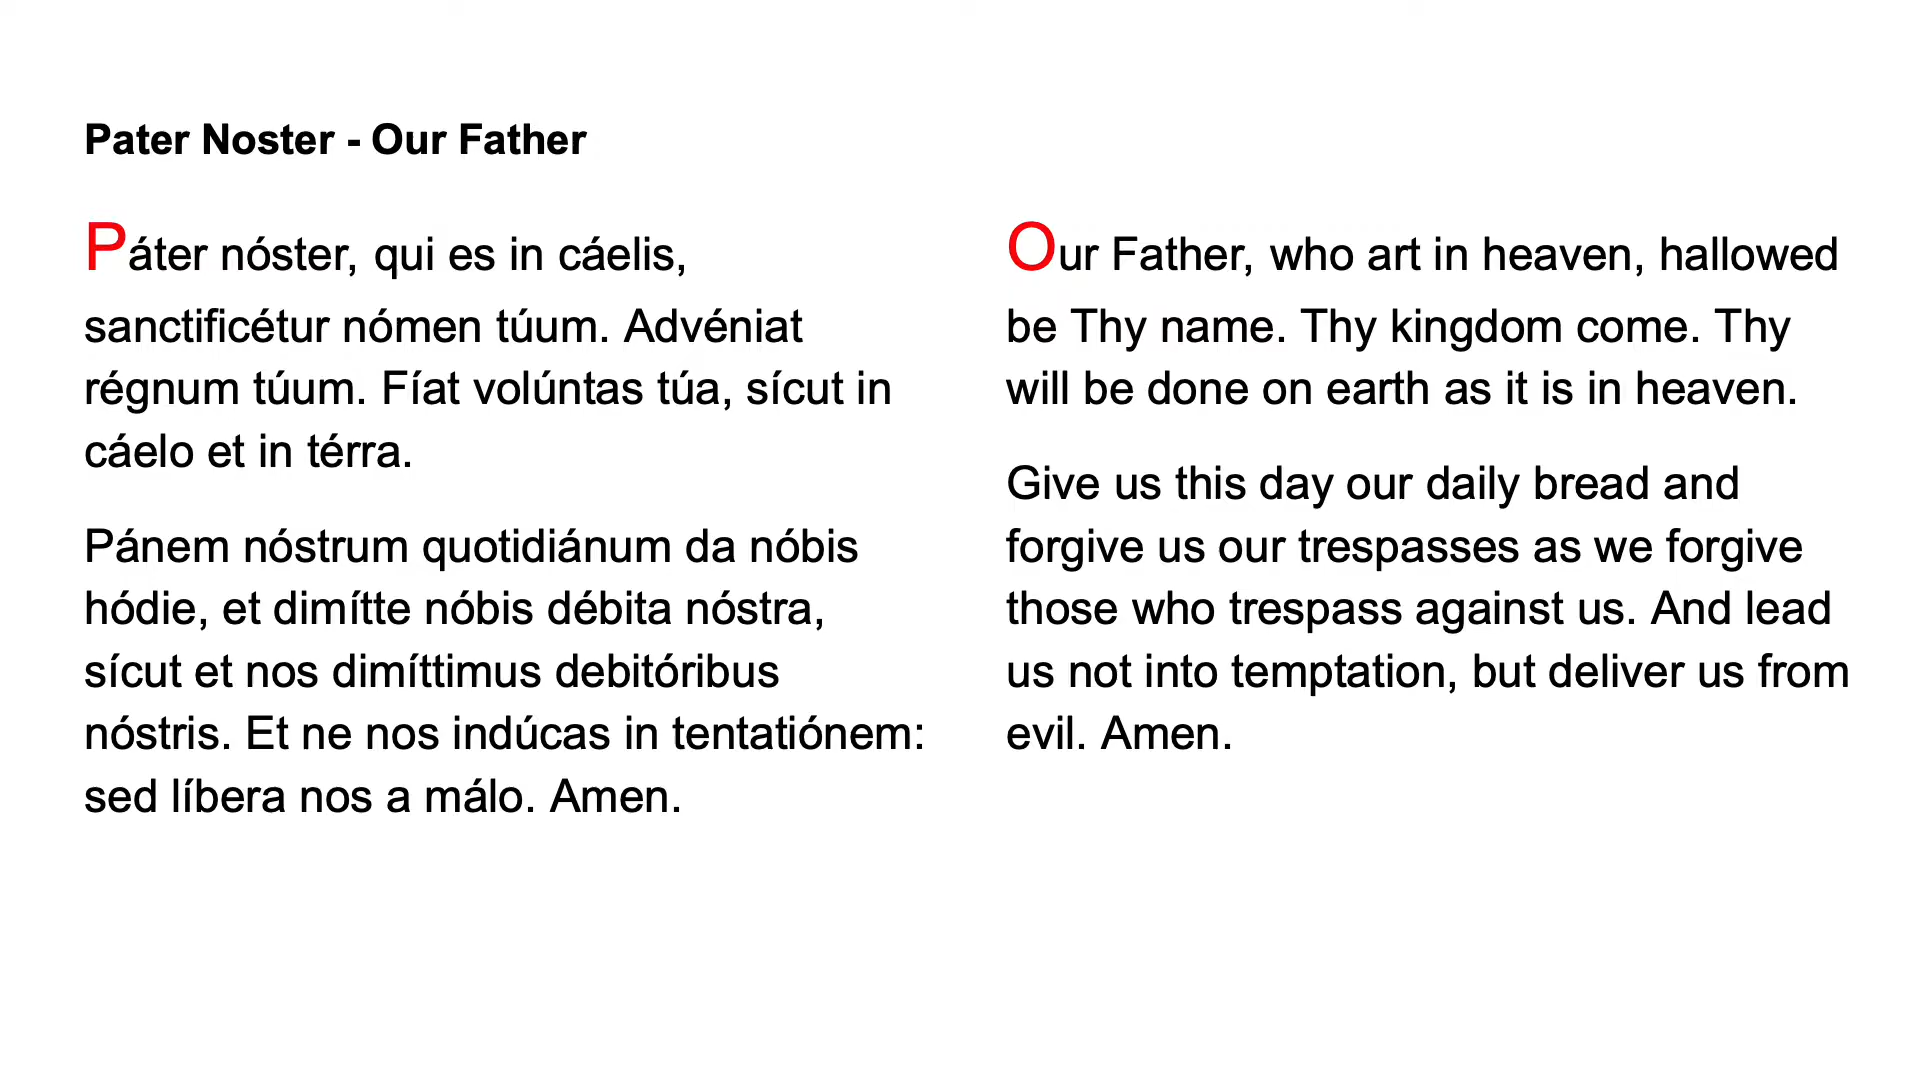 Pater Noster - Our Father
Páter nóster, qui es in cáelis,
sanctificétur nómen túum. Advéniat
régnum túum. Fíat volúntas túa, sícut in
cáelo et in térra.
Pánem nóstrum quotidiánum da nóbis
hódie, et dimítte nóbis débita nóstra,
sícut et nos dimíttimus debitóribus
nóstris. Et ne nos indúcas in tentatiónem:
sed líbera nos a málo. Amen.
Our Father, who art in heaven, hallowed
be Thy name. Thy kingdom come. Thy
will be done on earth as it is in heaven.
Give us this day our daily bread and
forgive us our trespasses as we forgive
those who trespass against us. And lead
us not into temptation, but deliver us from
evil. Amen.